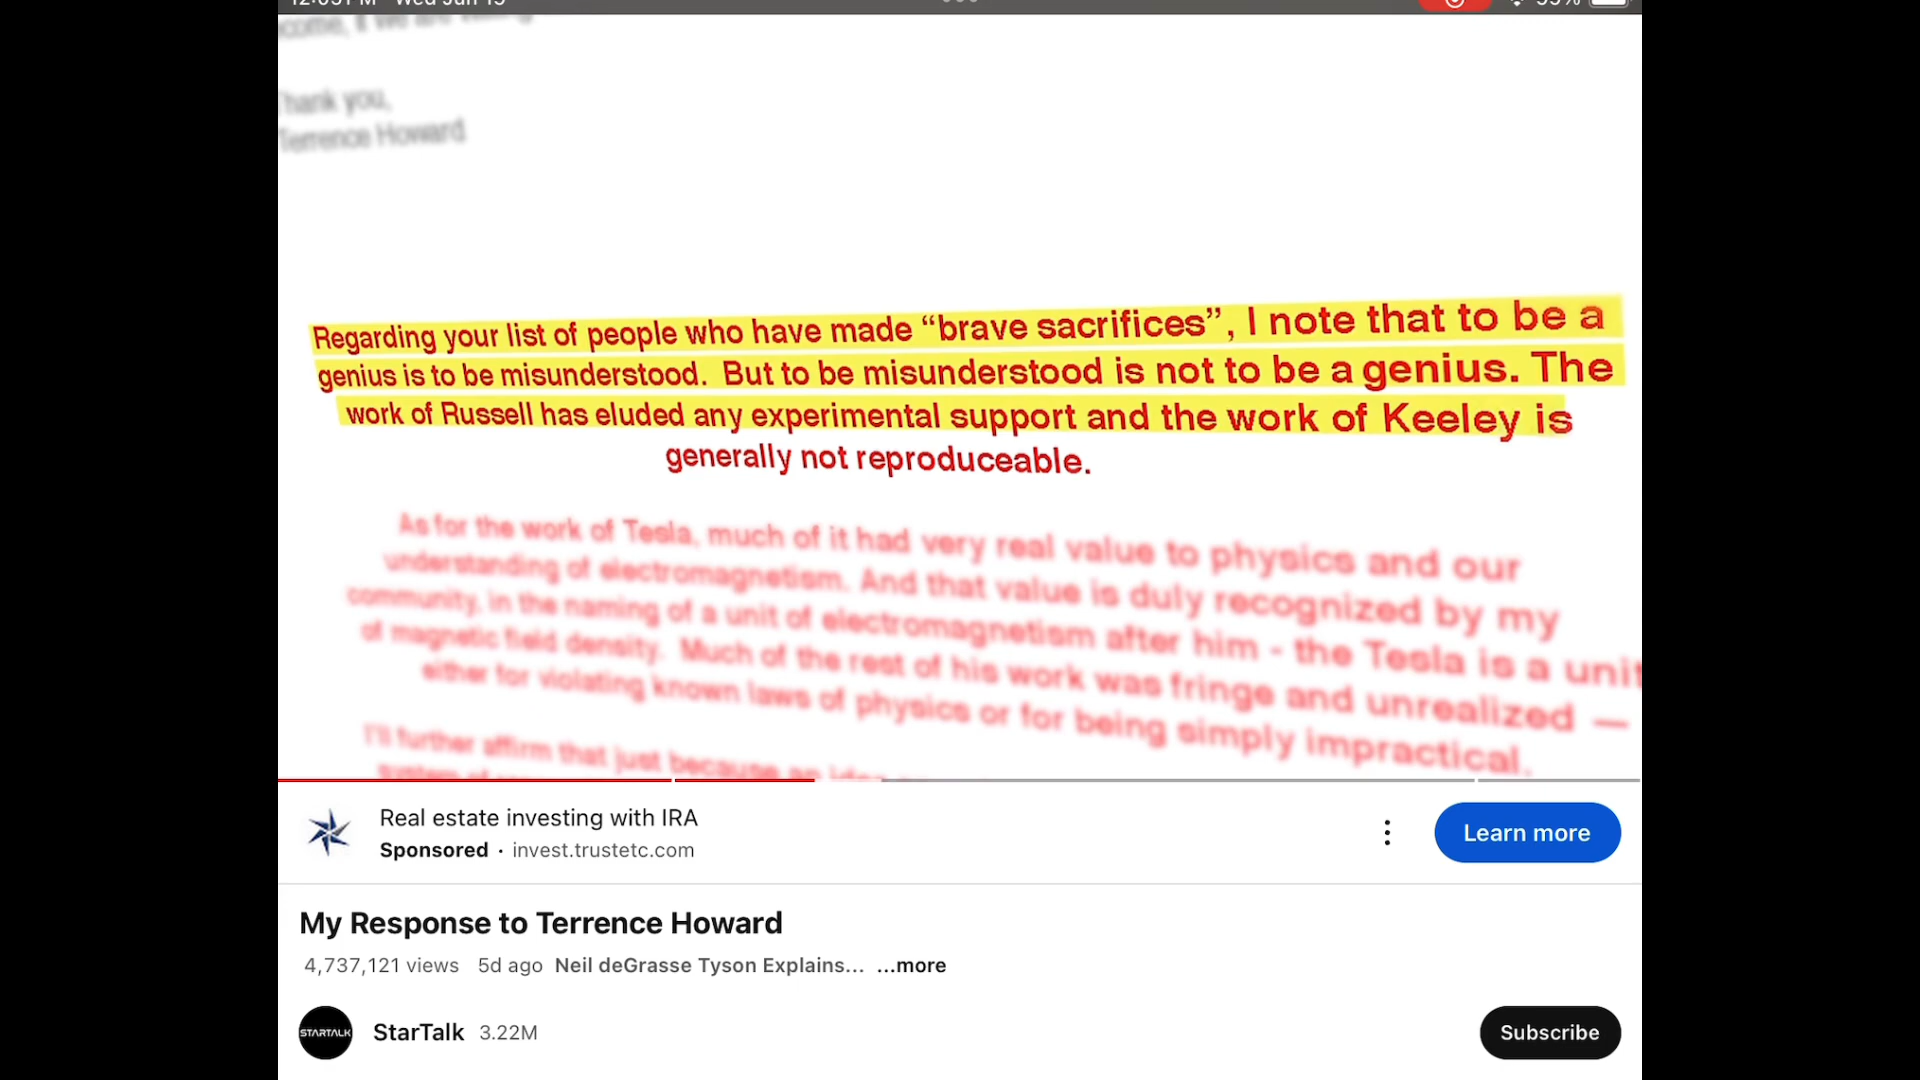 Wed Jun
Thank you,
Terrence Howard
Regarding your list of people who have made “brave sacrifices”, I note that to be a
genius is to be misunderstood. But to be misunderstood is not to be a genius. The
work of Russell has eluded any experimental support and the work of Keeley is
generally not reproduceable.
As for the work of Tesla, much of it had very real value to physics and our
understanding of electromagnetism. And that value is duly recognized by my
community, in the naming of a unit of electromagnetism after him - the Tesla is a unit
of magnetic field density. Much of the rest of his work was fringe and unrealized —
either for violating known laws of physics or for being simply impractical.
I'll further affirm that just because an idea
Real estate investing with IRA
Sponsored · invest.trustetc.com
Learn more
My Response to Terrence Howard
4,737,121 views 5d ago Neil deGrasse Tyson Explains... ...more
STARTALK
StarTalk 3.22M
Subscribe